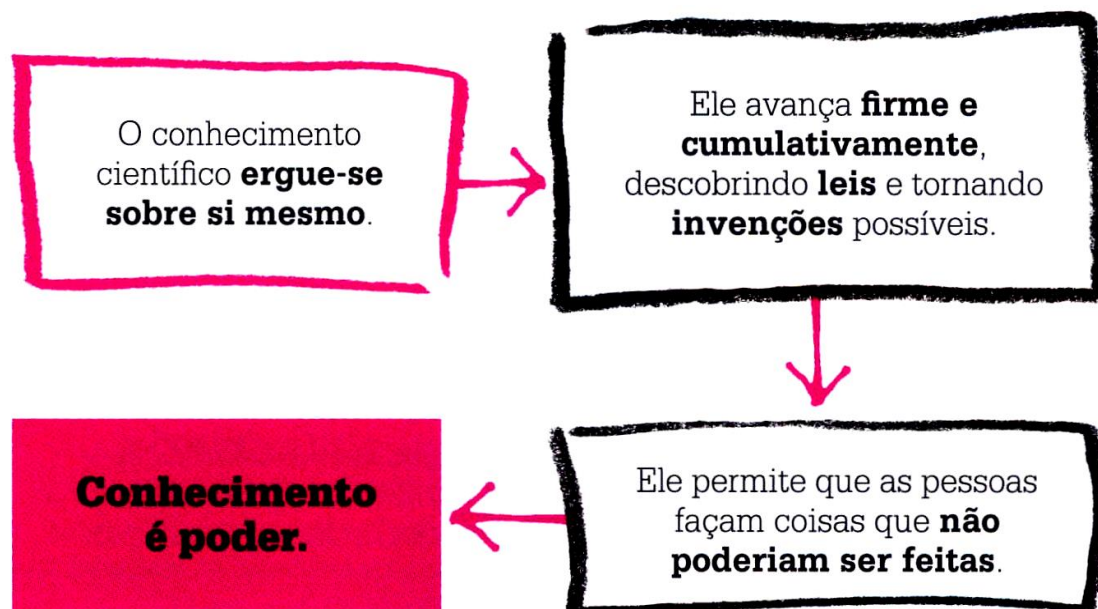 O conhecimento
científico ergue-se
sobre si mesmo.
Ele avança firme e
cumulativamente,
descobrindo leis e tornando
invenções possíveis.
Ele permite que as pessoas
façam coisas que não
poderiam ser feitas.
Conhecimento
é poder.